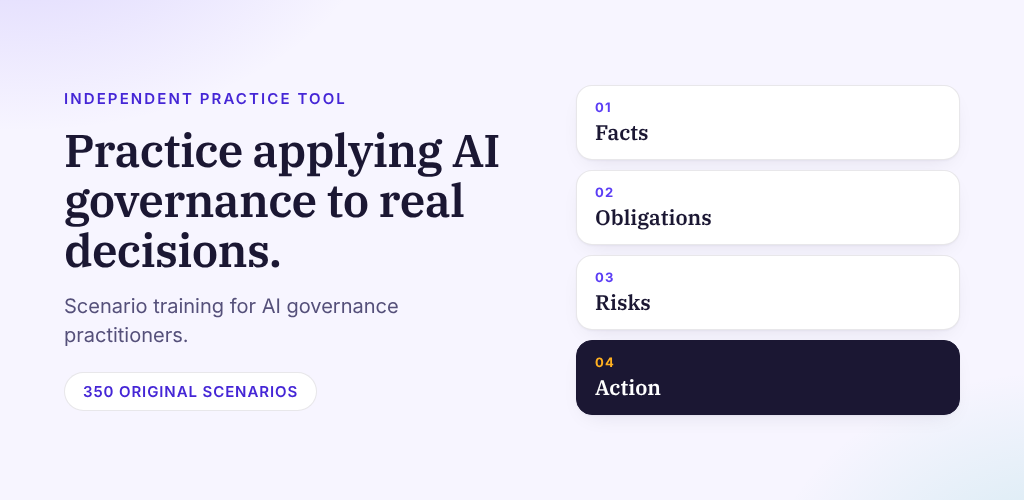 INDEPENDENT PRACTICE TOOL
Practice applying AI
governance to real
decisions.
Scenario training for AI governance
practitioners.
350 ORIGINAL SCENARIOS
01
Facts
02
Obligations
03
Risks
04
Action